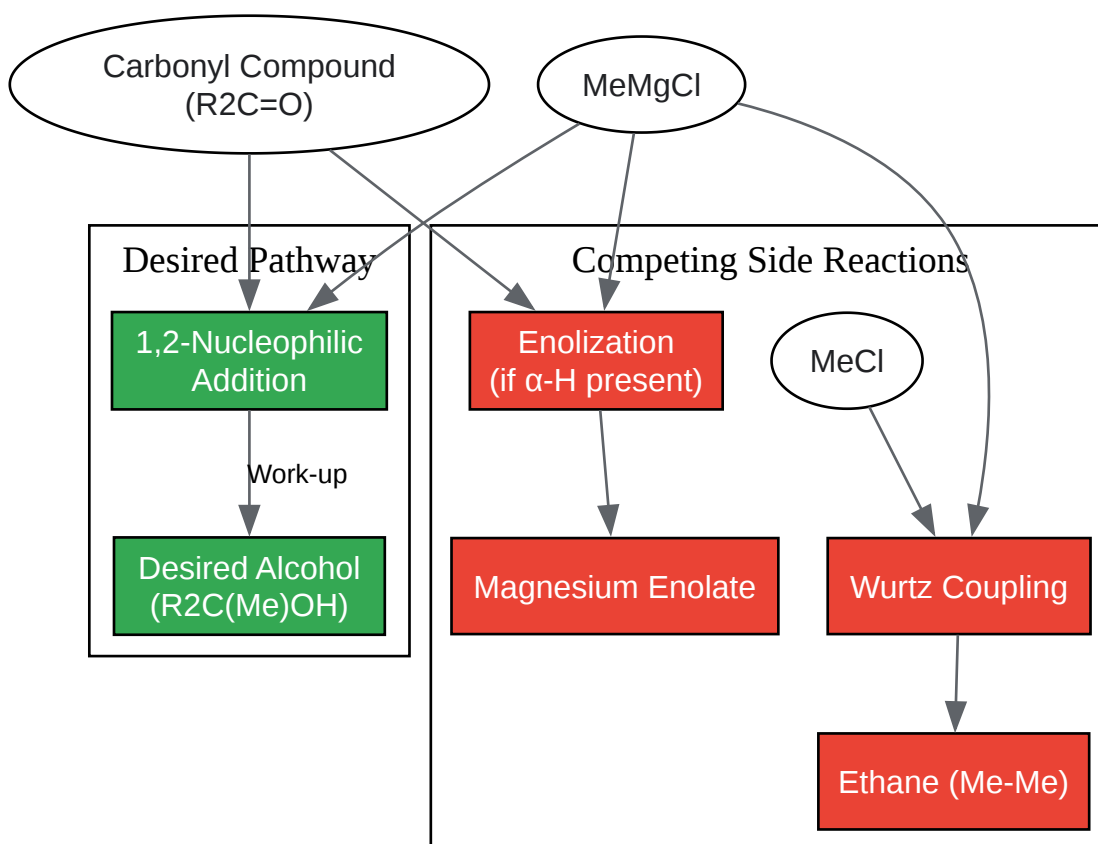 Carbonyl Compound
(R2C=O)
MeMgCl
Desired Pathway
Competing Side Reactions
1,2-Nucleophilic
Addition
Enolization
(if α-H present)
MeCl
Work-up
Desired Alcohol
(R2C(Me)OH)
Magnesium Enolate
Wurtz Coupling
Ethane (Me-Me)